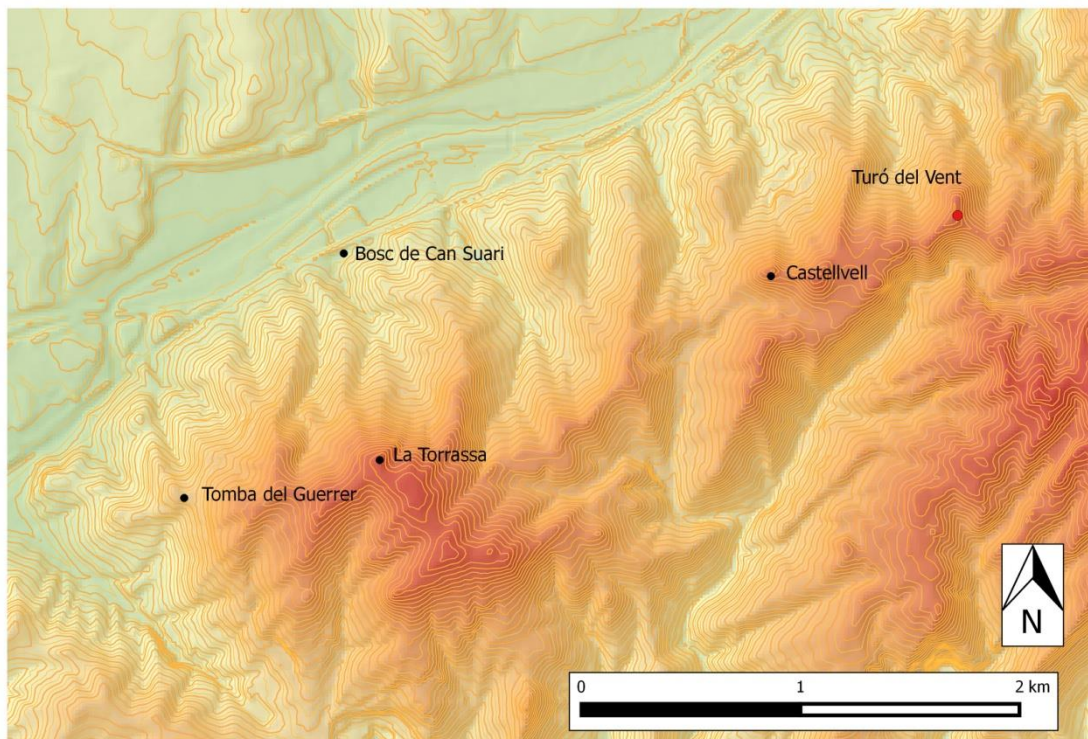 Turó del Vent
Bosc de Can Suari
Castellvell
La Torrassa
Tomba del Guerrer
N
0 1 2 km